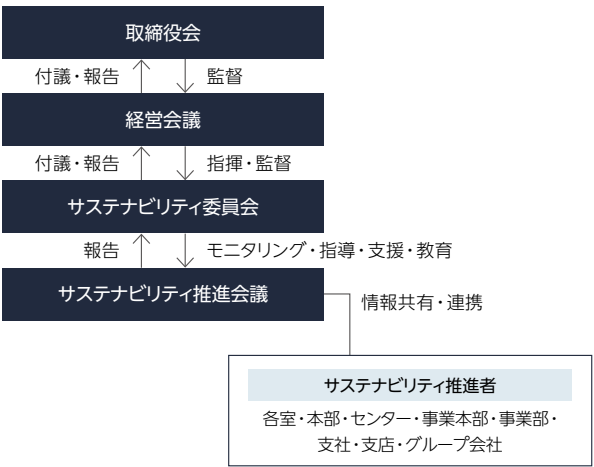 取締役会
付議・報告 監督
経営会議
付議・報告 指揮・監督
サステナビリティ委員会
報告 モニタリング・指導・支援・教育
サステナビリティ推進会議
情報共有・連携
サステナビリティ推進者
各室・本部・センター・事業本部・事業部・
支社・支店・グループ会社